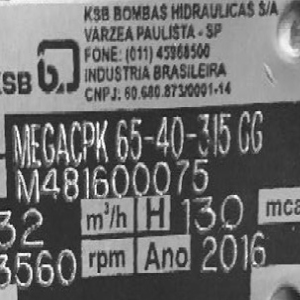 KSB BOMBAS HIDRAULICAS S/A
VARZEA PAULISTA - SP
FONE: (011) 45968500
INDUSTRIA BRASILEIRA
CNPJ: 60.680.873/0001-14
KSB
MEGACPK 65-40-315 CG
M481600075
32 m³/h H 130 mca
3560 rpm Ano 2016